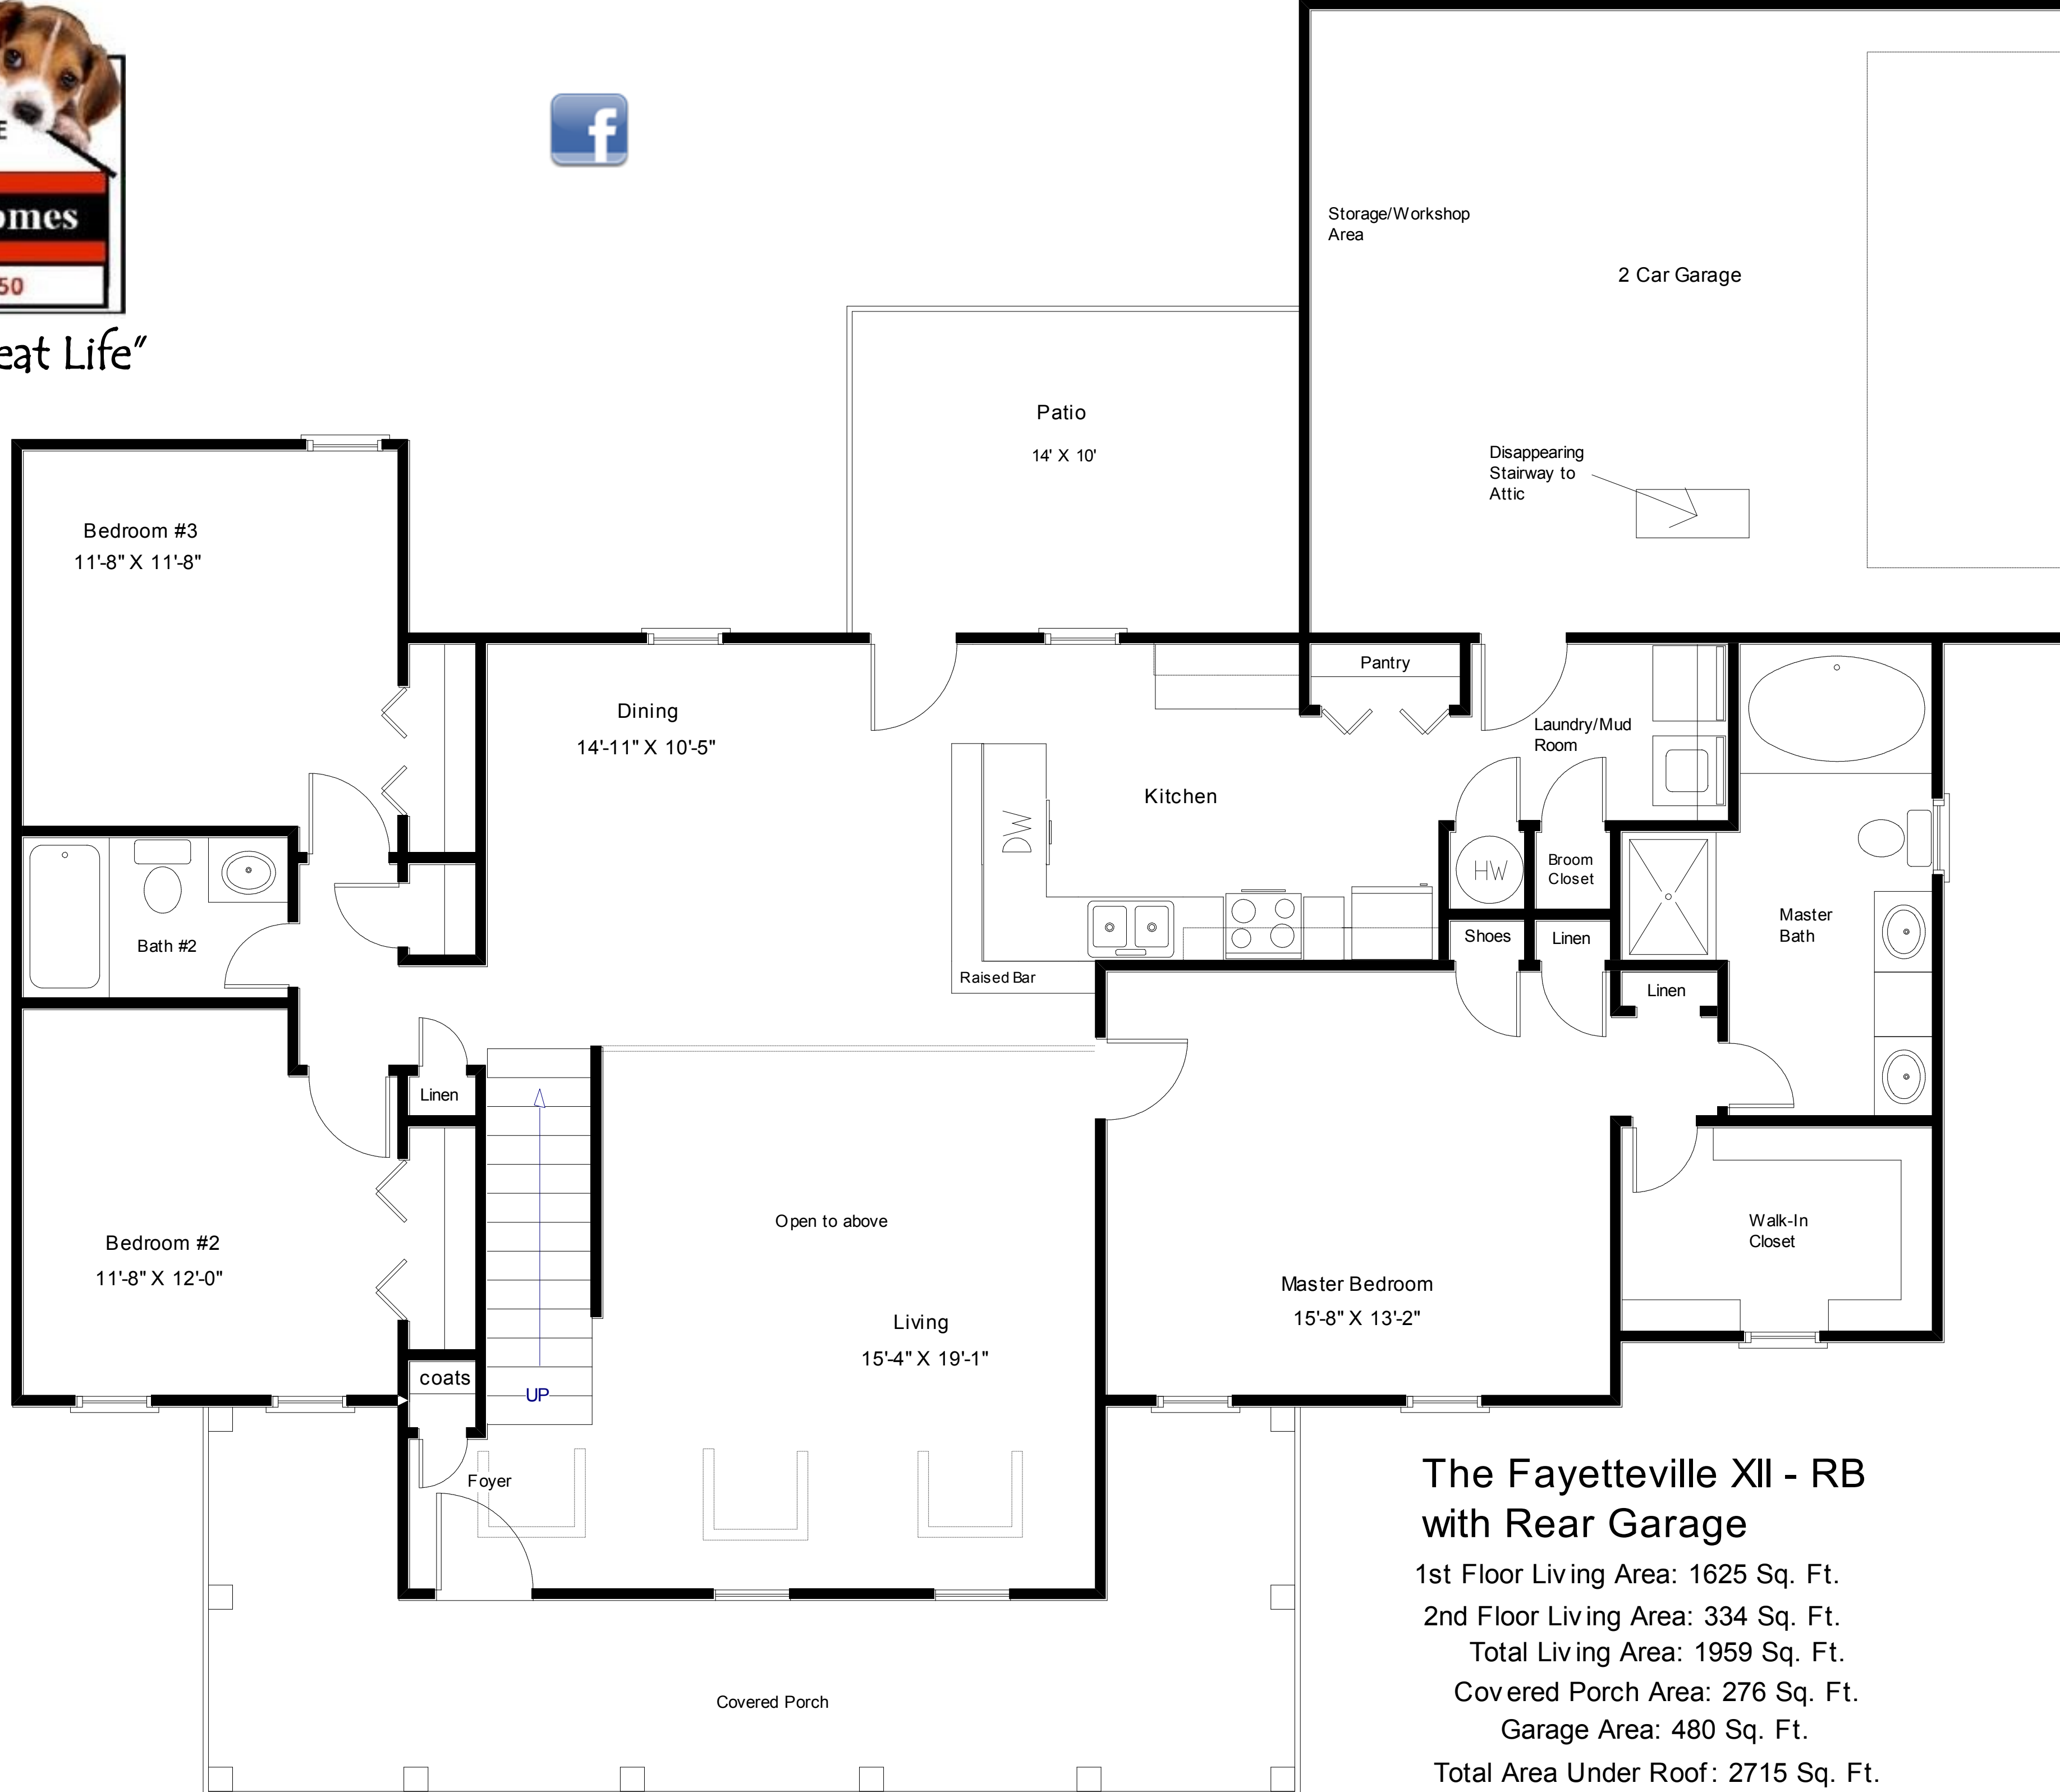 E
omes
50
eat Life"
f
Storage/Workshop
Area
2 Car Garage
Patio
14' X 10'
Disappearing
Stairway to
Attic
Bedroom #3
11'-8" X 11'-8"
Pantry
Dining
14'-11" X 10'-5"
Laundry/Mud
Room
Kitchen
DW
HW
Broom
Closet
Master
Bath
Bath #2
Shoes
Linen
Raised Bar
Linen
Linen
Open to above
Walk-In
Closet
Bedroom #2
11'-8" X 12'-0"
Master Bedroom
15'-8" X 13'-2"
Living
15'-4" X 19'-1"
coats
UP
Foyer
The Fayetteville XII - RB
with Rear Garage
1st Floor Living Area: 1625 Sq. Ft.
2nd Floor Living Area: 334 Sq. Ft.
Total Living Area: 1959 Sq. Ft.
Covered Porch Area: 276 Sq. Ft.
Garage Area: 480 Sq. Ft.
Total Area Under Roof: 2715 Sq. Ft.
Covered Porch